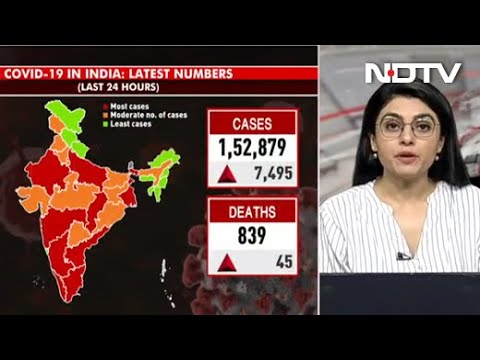 COVID-19 IN INDIA: LATEST NUMBERS
(LAST 24 HOURS)
Most cases
Moderate no. of cases
Least cases
CASES
1,52,879
7,495
DEATHS
839
45
NDTV